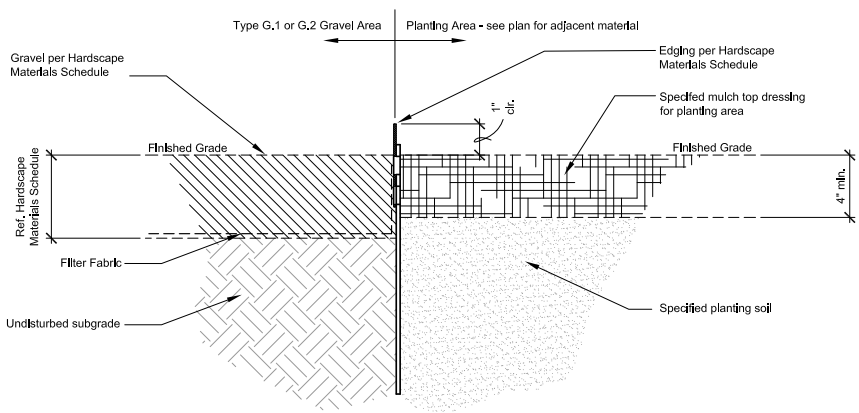 Type G.1 or G.2 Gravel Area
Planting Area - see plan for adjacent material
Gravel per Hardscape
Materials Schedule
Edging per Hardscape
Materials Schedule
1"
clr.
Specifed mulch top dressing
for planting area
Finished Grade
Finished Grade
Ref. Hardscape
Materials Schedule
4" min.
Filter Fabric
Undisturbed subgrade
Specified planting soil